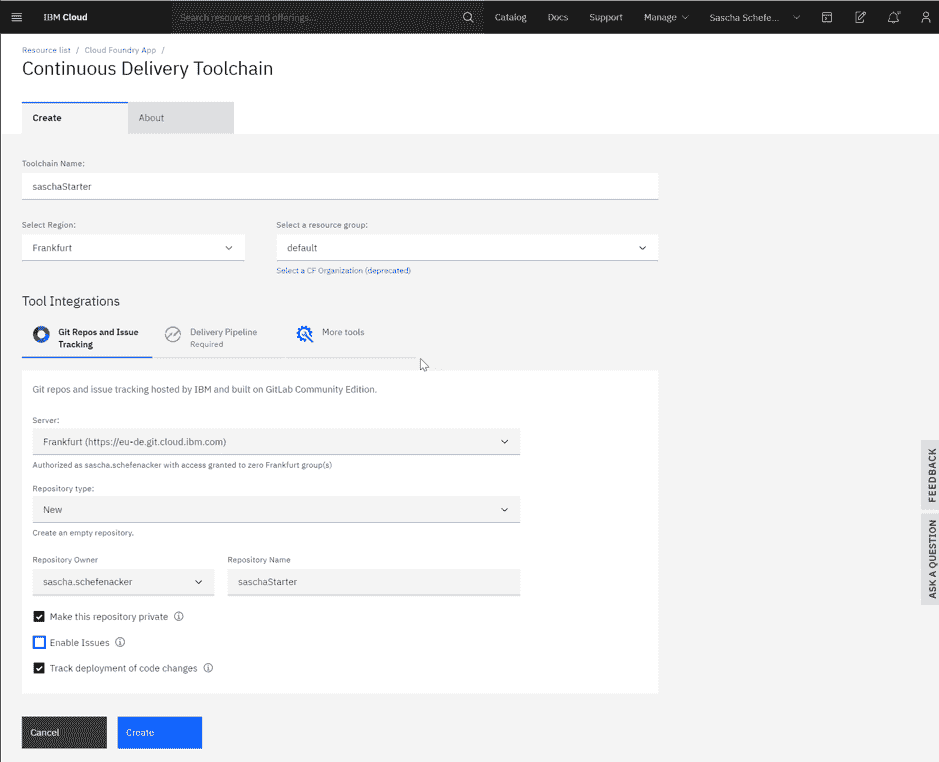 IBM Cloud
Search resources and offerings...
Catalog
Docs
Support
Manage
Sascha Schefe...
Resource list / Cloud Foundry App /
Continuous Delivery Toolchain
Create
About
Toolchain Name:
saschaStarter
Select Region:
Select a resource group:
Frankfurt
default
Select a CF Organization (deprecated)
Tool Integrations
Git Repos and Issue
Tracking
Delivery Pipeline
Required
More tools
Git repos and issue tracking hosted by IBM and built on GitLab Community Edition.
Server:
Frankfurt (https://eu-de.git.cloud.ibm.com)
Authorized as sascha.schefenacker with access granted to zero Frankfurt group(s)
Repository type:
New
Create an empty repository.
Repository Owner
Repository Name
sascha.schefenacker
saschaStarter
Make this repository private
Enable Issues
Track deployment of code changes
Cancel
Create
FEEDBACK
ASK A QUESTION